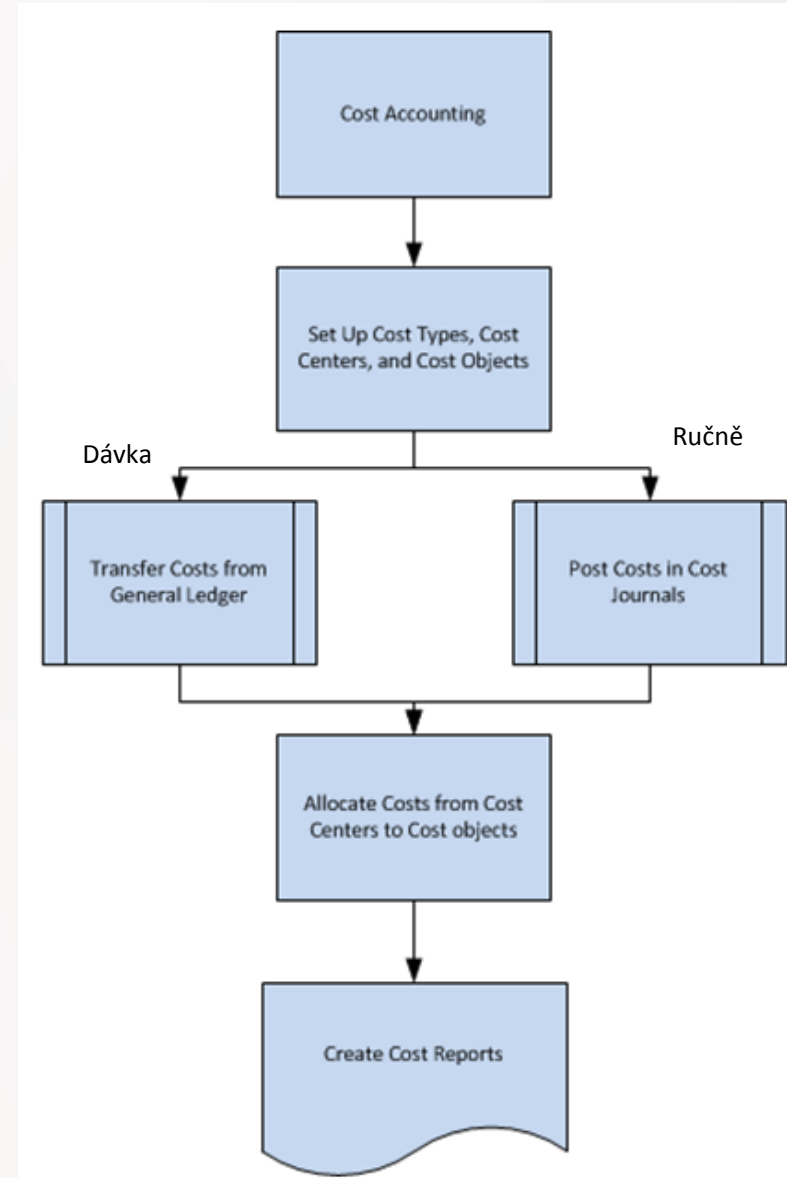 Cost Accounting
Set Up Cost Types, Cost
Centers, and Cost Objects
Dávka
Ručně
Transfer Costs from
General Ledger
Post Costs in Cost
Journals
Allocate Costs from Cost
Centers to Cost objects
Create Cost Reports